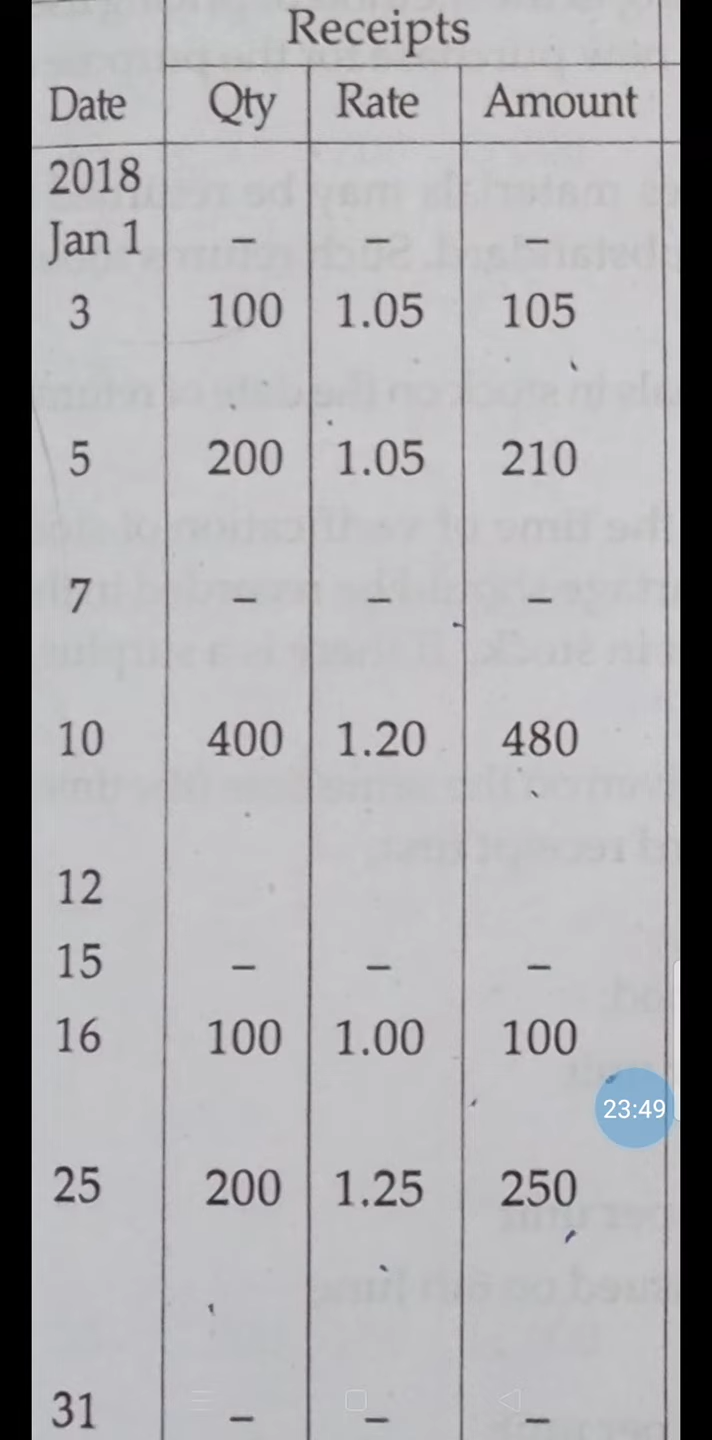 Receipts
Date Qty Rate Amount
2018
Jan 1 – – –
3 100 1.05 105
5 200 1.05 210
7 – – –
10 400 1.20 480
12
15 – – –
16 100 1.00 100
23:49
25 200 1.25 250
31 – – –